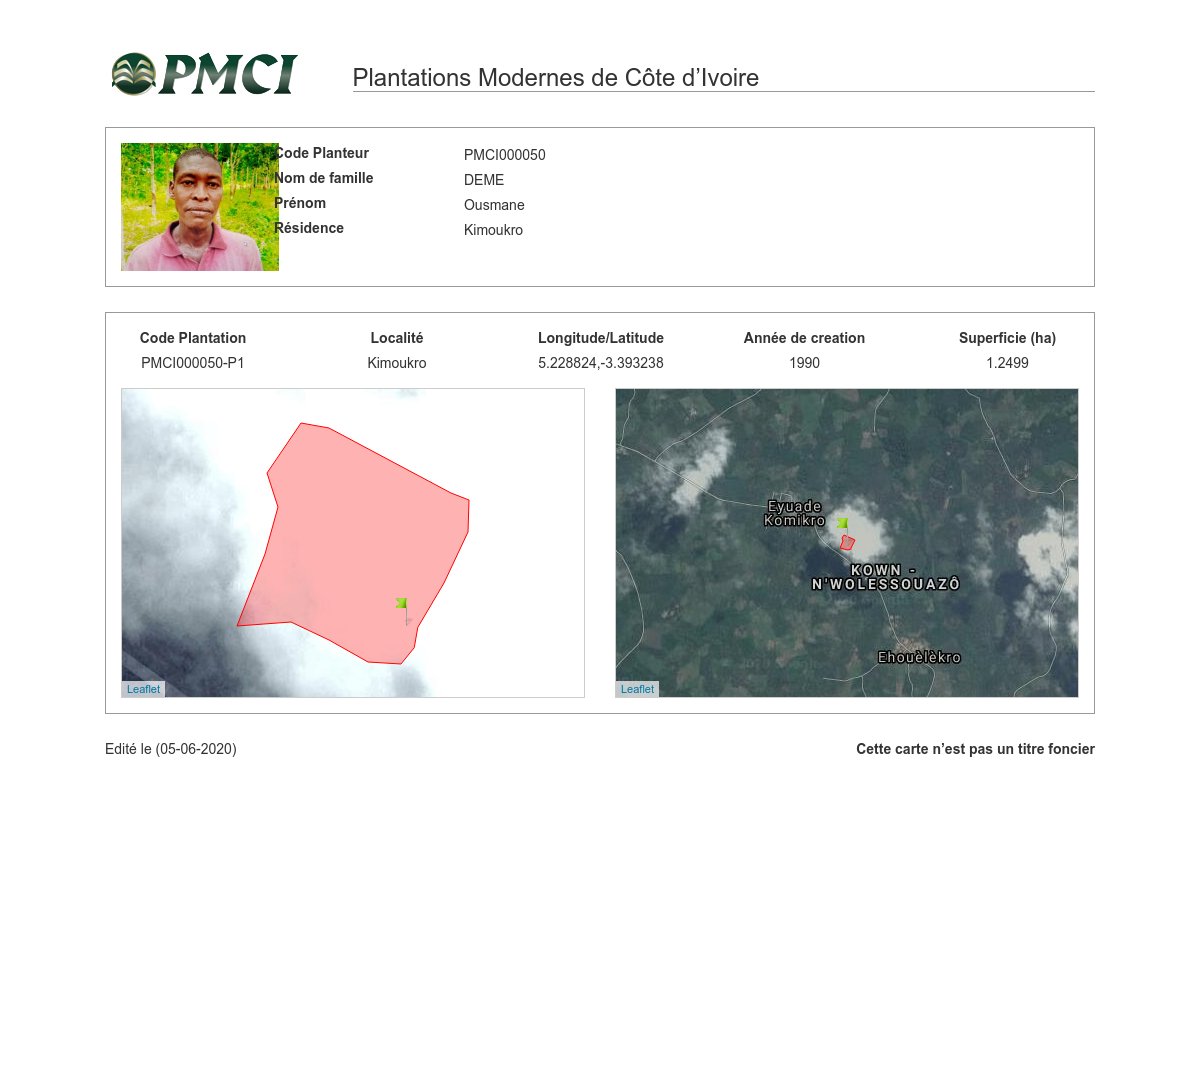 PMCI
Plantations Modernes de Côte d’Ivoire
Code Planteur PMCI000050
Nom de famille DEME
Prénom Ousmane
Résidence Kimoukro
Code Plantation Localité Longitude/Latitude Année de creation Superficie (ha)
PMCI000050-P1 Kimoukro 5.228824,-3.393238 1990 1.2499
Eyuade
Komikro
KOWN -
N'WOLESSOUAZÔ
Ehouèlèkro
Leaflet
Leaflet
Edité le (05-06-2020) Cette carte n’est pas un titre foncier